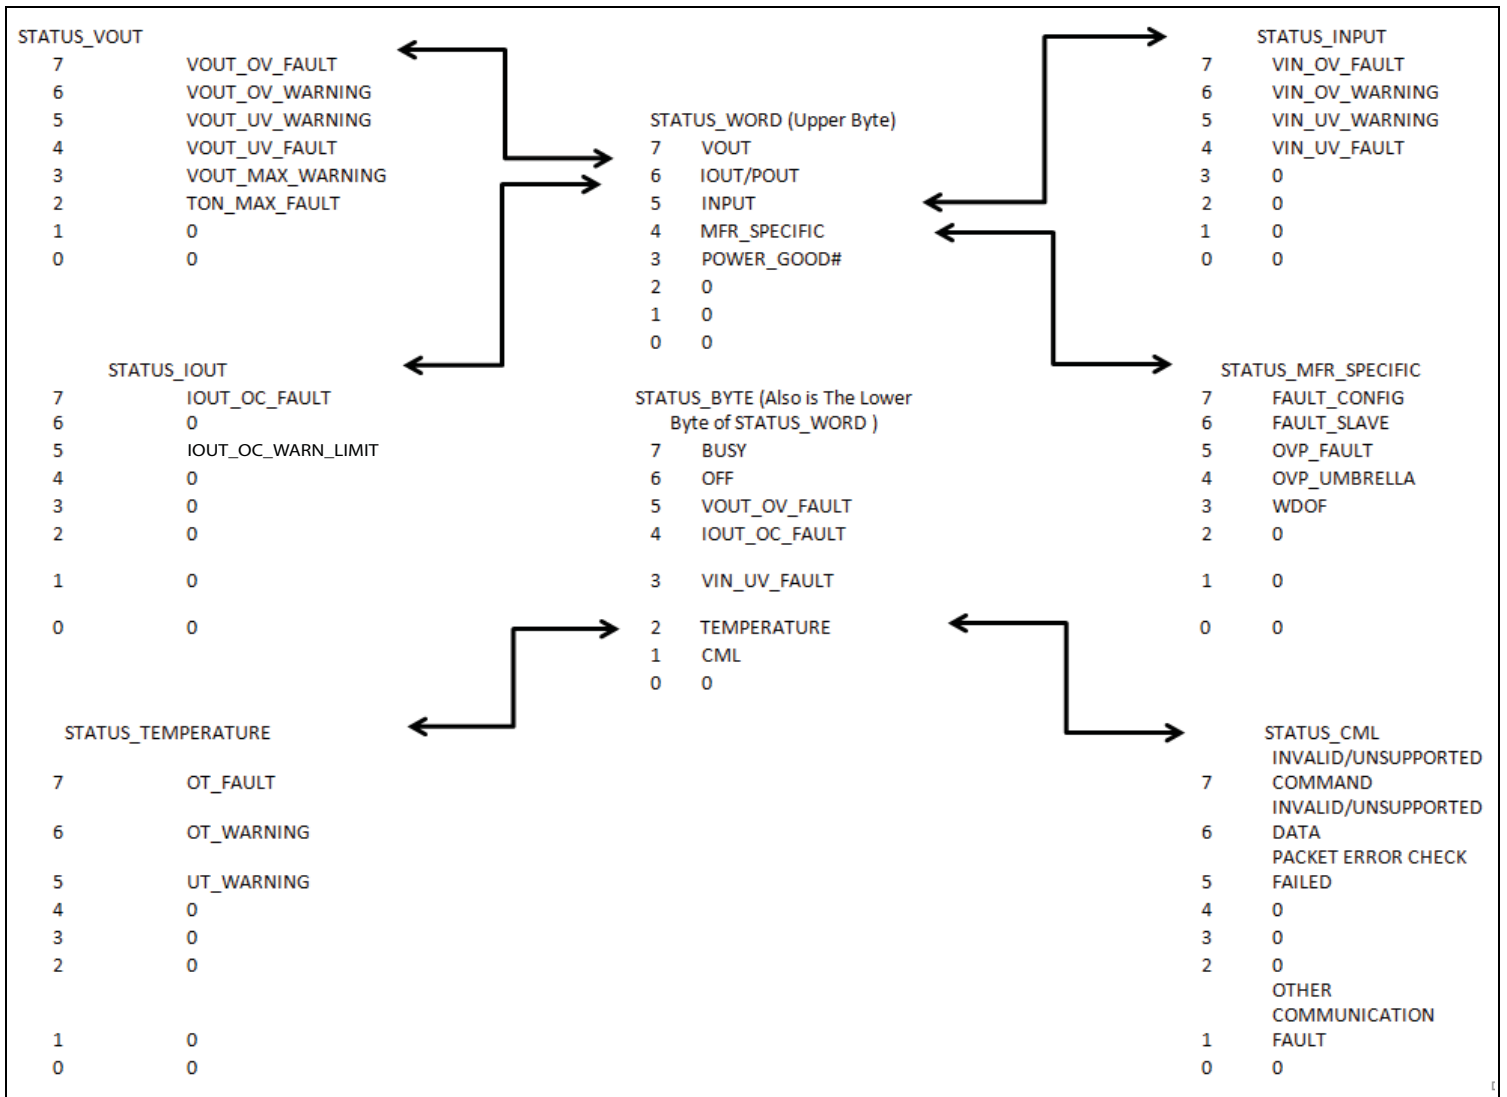 STATUS_VOUT
7 VOUT_OV_FAULT
6 VOUT_OV_WARNING
5 VOUT_UV_WARNING
4 VOUT_UV_FAULT
3 VOUT_MAX_WARNING
2 TON_MAX_FAULT
1 0
0 0
STATUS_IOUT
7 IOUT_OC_FAULT
6 0
5 IOUT_OC_WARN_LIMIT
4 0
3 0
2 0
1 0
0 0
STATUS_TEMPERATURE
7 OT_FAULT
6 OT_WARNING
5 UT_WARNING
4 0
3 0
2 0
1 0
0 0
STATUS_WORD (Upper Byte)
7 VOUT
6 IOUT/POUT
5 INPUT
4 MFR_SPECIFIC
3 POWER_GOOD#
2 0
1 0
0 0
STATUS_BYTE (Also is The Lower
Byte of STATUS_WORD )
7 BUSY
6 OFF
5 VOUT_OV_FAULT
4 IOUT_OC_FAULT
3 VIN_UV_FAULT
2 TEMPERATURE
1 CML
0 0
STATUS_INPUT
7 VIN_OV_FAULT
6 VIN_OV_WARNING
5 VIN_UV_WARNING
4 VIN_UV_FAULT
3 0
2 0
1 0
0 0
STATUS_MFR_SPECIFIC
7 FAULT_CONFIG
6 FAULT_SLAVE
5 OVP_FAULT
4 OVP_UMBRELLA
3 WDOF
2 0
1 0
0 0
STATUS_CML
INVALID/UNSUPPORTED
7 COMMAND
INVALID/UNSUPPORTED
6 DATA
PACKET ERROR CHECK
5 FAILED
4 0
3 0
2 0
OTHER
COMMUNICATION
1 FAULT
0 0